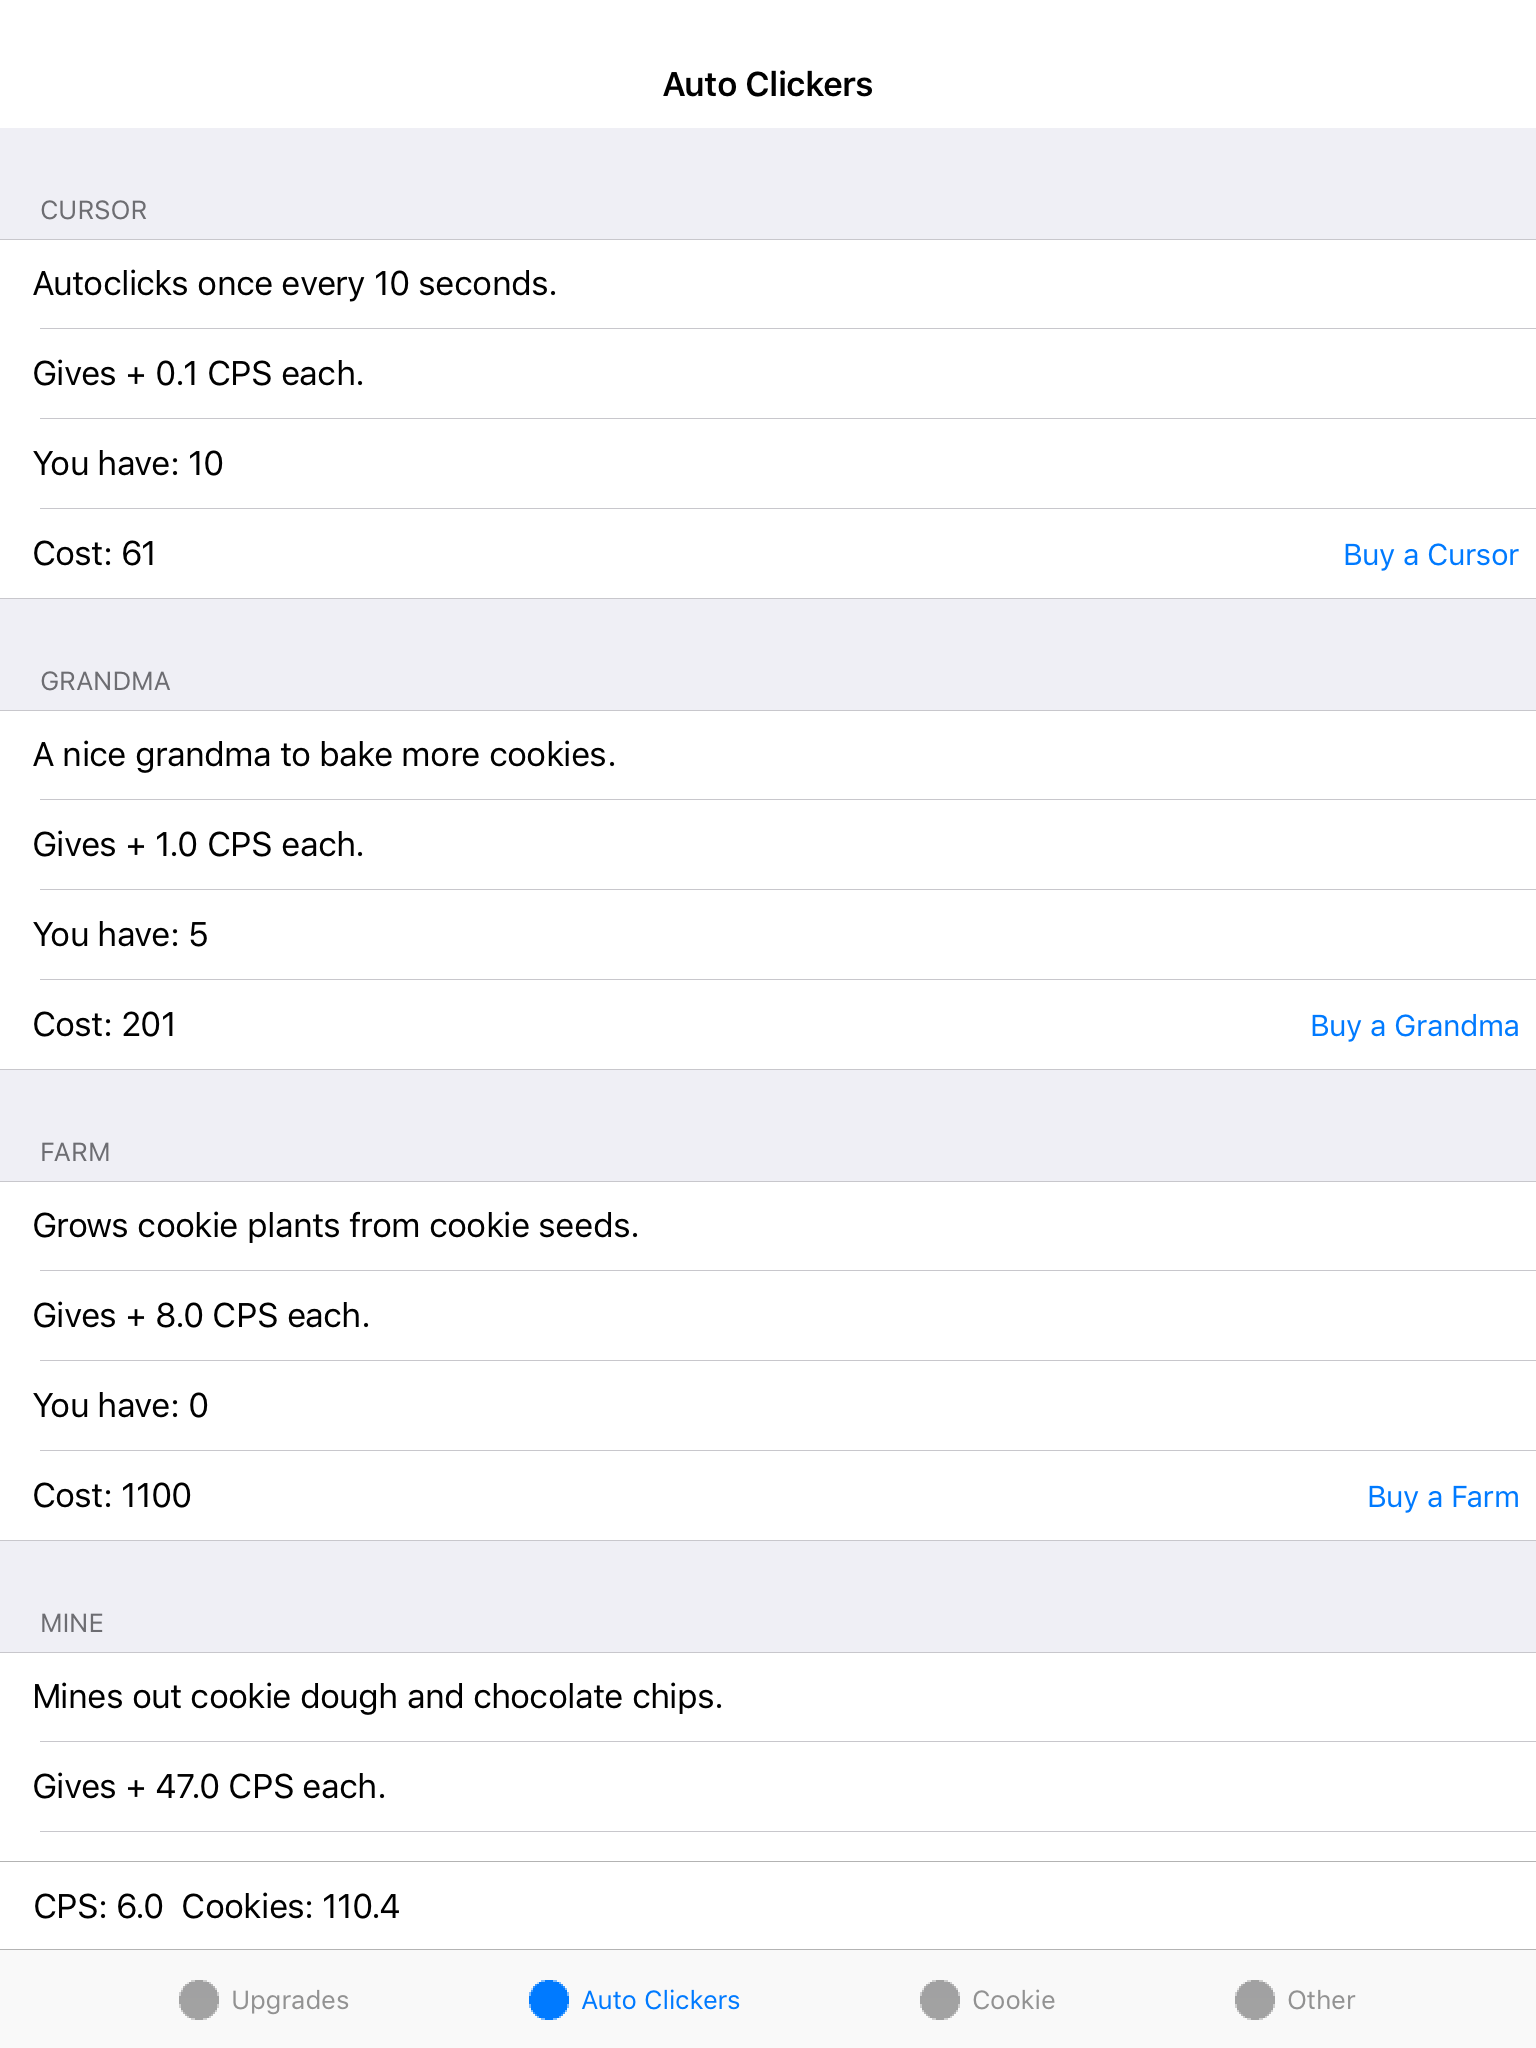 Auto Clickers
CURSOR
Autoclicks once every 10 seconds.
Gives + 0.1 CPS each.
You have: 10
Cost: 61 Buy a Cursor
GRANDMA
A nice grandma to bake more cookies.
Gives + 1.0 CPS each.
You have: 5
Cost: 201 Buy a Grandma
FARM
Grows cookie plants from cookie seeds.
Gives + 8.0 CPS each.
You have: 0
Cost: 1100 Buy a Farm
MINE
Mines out cookie dough and chocolate chips.
Gives + 47.0 CPS each.
CPS: 6.0 Cookies: 110.4
Upgrades Auto Clickers Cookie Other